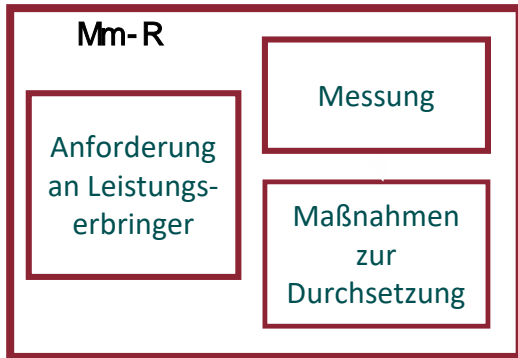 Mm-R
Anforderung
an Leistungs-
erbringer
Messung
Maßnahmen
zur
Durchsetzung